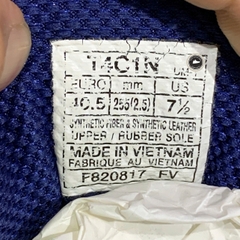 14C1N
EURO mm US
40.5 255(2.5) 7½
SYNTHETIC FIBER & SYNTHETIC LEATHER
UPPER / RUBBER SOLE
MADE IN VIETNAM
FABRIQUE AU VIETNAM
F820817 FV